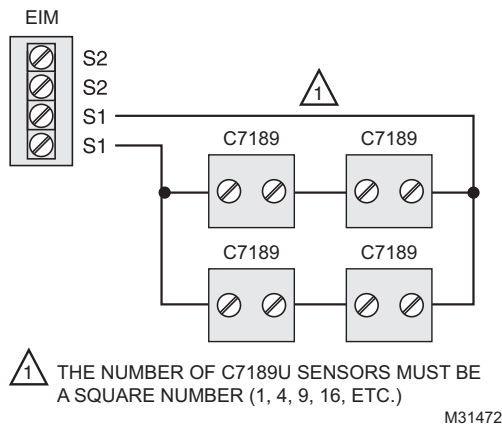 EIM
S2
S2
S1
S1
1
C7189
C7189
C7189
C7189
1 THE NUMBER OF C7189U SENSORS MUST BE
A SQUARE NUMBER (1, 4, 9, 16, ETC.)
M31472